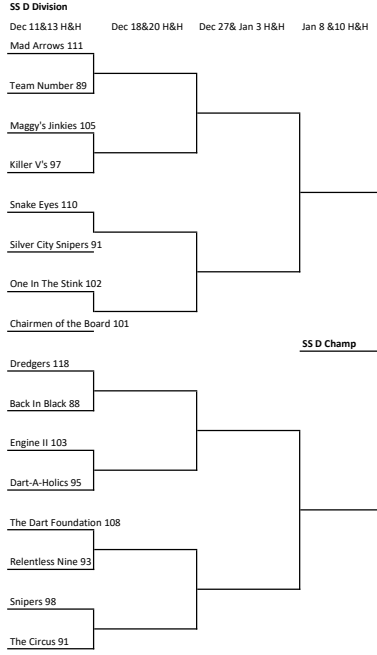 SS D Division
Dec 11&13 H&H Dec 18&20 H&H Dec 27& Jan 3 H&H Jan 8 &10 H&H
Mad Arrows 111
Team Number 89
Maggy's Jinkies 105
Killer V's 97
Snake Eyes 110
Silver City Snipers 91
One In The Stink 102
Chairmen of the Board 101
SS D Champ
Dredgers 118
Back In Black 88
Engine II 103
Dart-A-Holics 95
The Dart Foundation 108
Relentless Nine 93
Snipers 98
The Circus 91